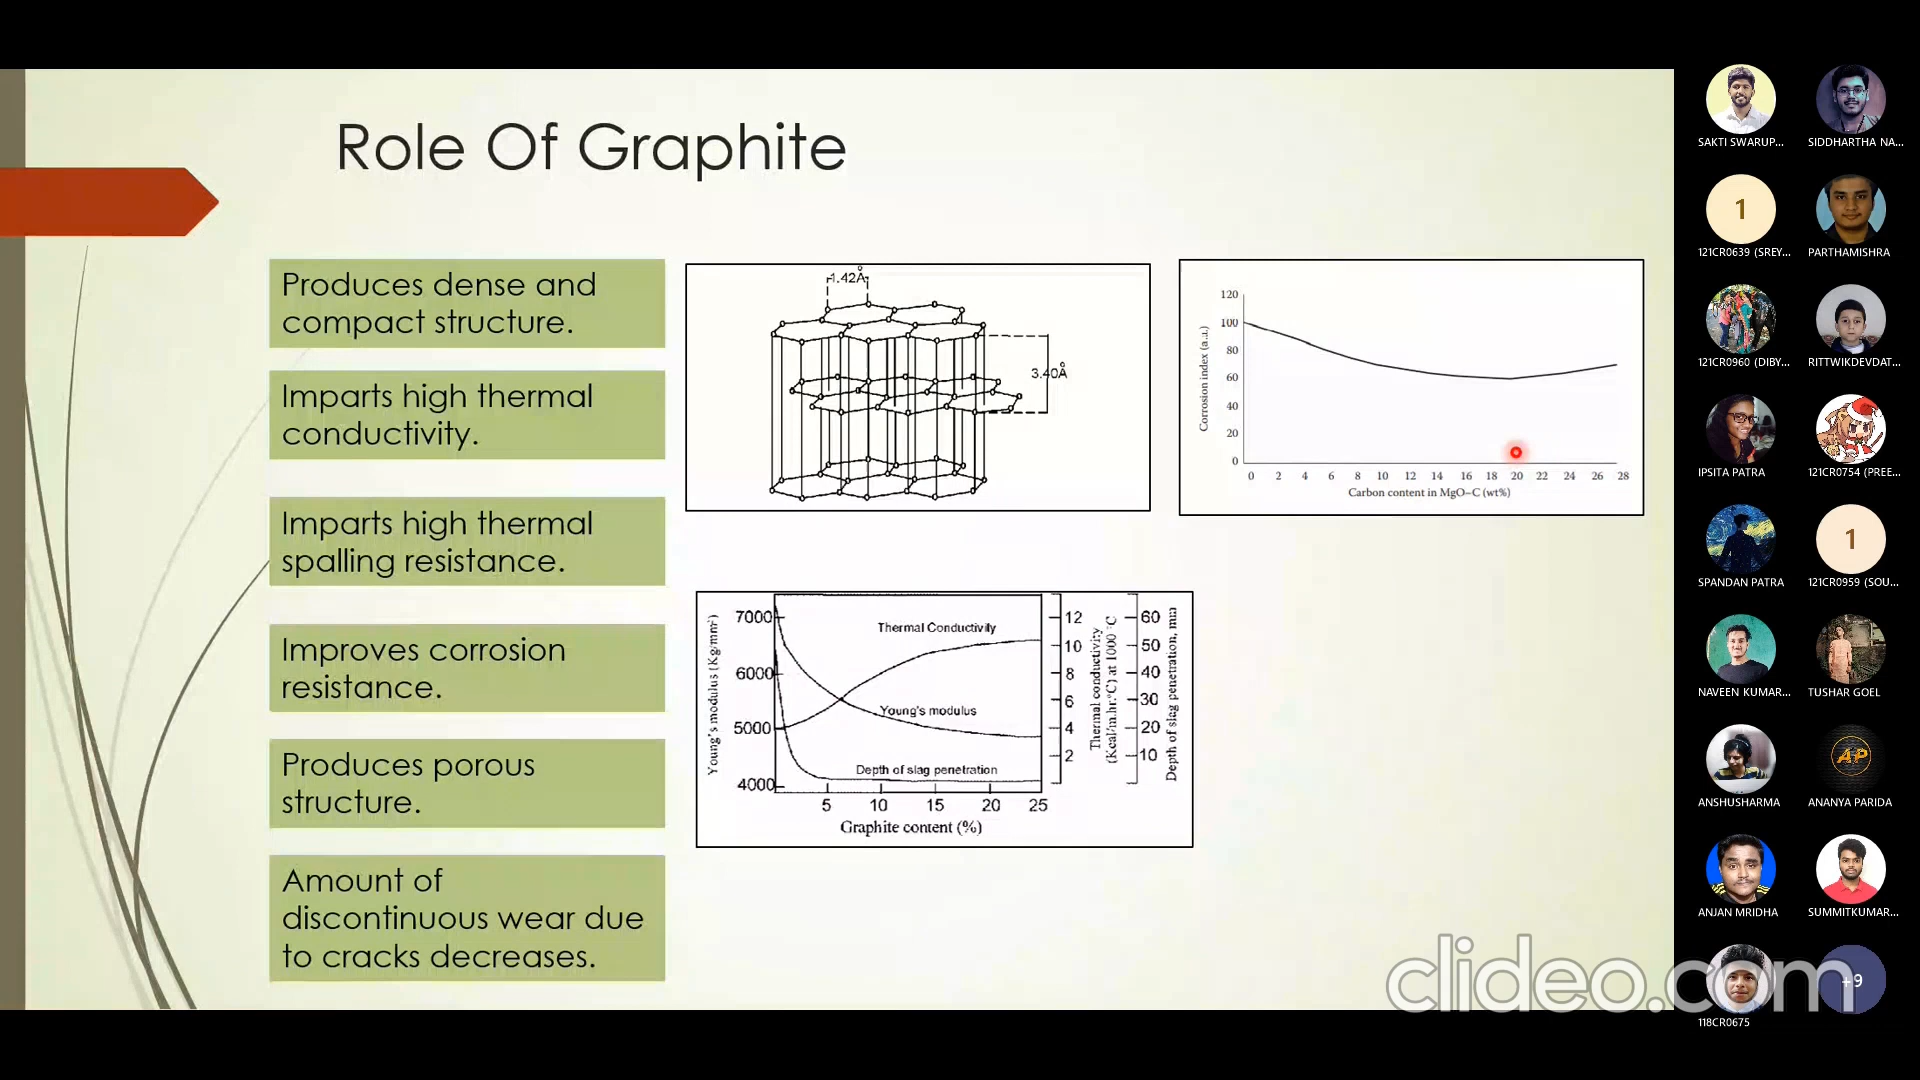 Role Of Graphite
Produces dense and
compact structure.
Imparts high thermal
conductivity.
Imparts high thermal
spalling resistance.
Improves corrosion
resistance.
Produces porous
structure.
Amount of
discontinuous wear due
to cracks decreases.
1.42Å
3.40Å
Corrosion index (a.u.)
120
100
80
60
40
20
0
0 2 4 6 8 10 12 14 16 18 20 22 24 26 28
Carbon content in MgO–C (wt%)
Young's modulus (Kg/mm²)
7000
6000
5000
4000
Thermal Conductivity
Young's modulus
Depth of slag penetration
5 10 15 20 25
Graphite content (%)
12
10
8
6
4
2
Thermal conductivity
(Kcal/m.hr.°C) at 1000 °C
60
50
40
30
20
10
Depth of slag penetration, mm
SAKTI SWARUP...
SIDDHARTHA NA...
1
121CR0639 (SREY...
PARTHAMISHRA
121CR0960 (DIBY...
RITTWIKDEVDAT...
IPSITA PATRA
121CR0754 (PREE...
SPANDAN PATRA
1
121CR0959 (SOU...
NAVEEN KUMAR...
TUSHAR GOEL
ANSHUSHARMA
AP
ANANYA PARIDA
ANJAN MRIDHA
SUMMITKUMAR...
118CR0675
+9
clideo.com